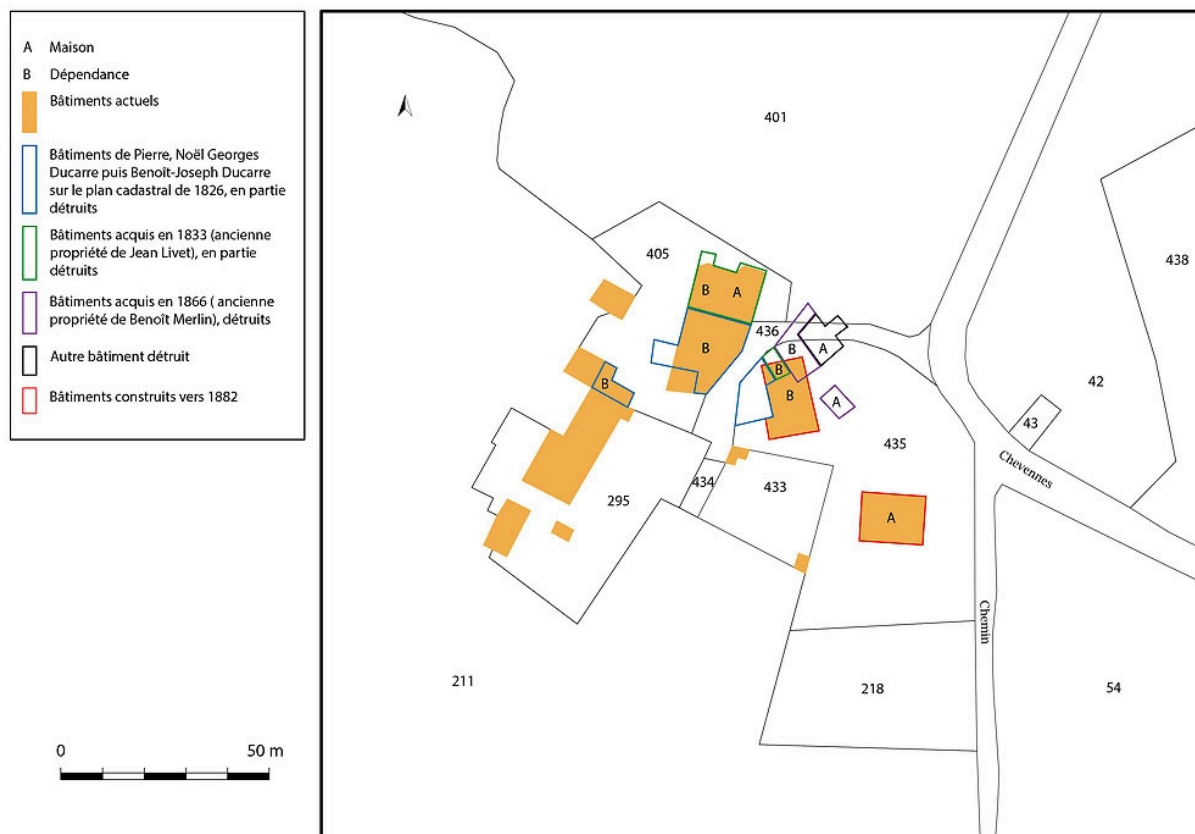 A Maison
B Dépendance
Bâtiments actuels
Bâtiments de Pierre, Noël Georges
Ducarre puis Benoît-Joseph Ducarre
sur le plan cadastral de 1826, en partie
détruits
Bâtiments acquis en 1833 (ancienne
propriété de Jean Livet), en partie
détruits
Bâtiments acquis en 1866 ( ancienne
propriété de Benoît Merlin), détruits
Autre bâtiment détruit
Bâtiments construits vers 1882
0 50 m
401
438
405
B A
436
B
B A
B
42
B
B
A
43
435
Chevennes
434
433
295
A
Chemin
211
218
54